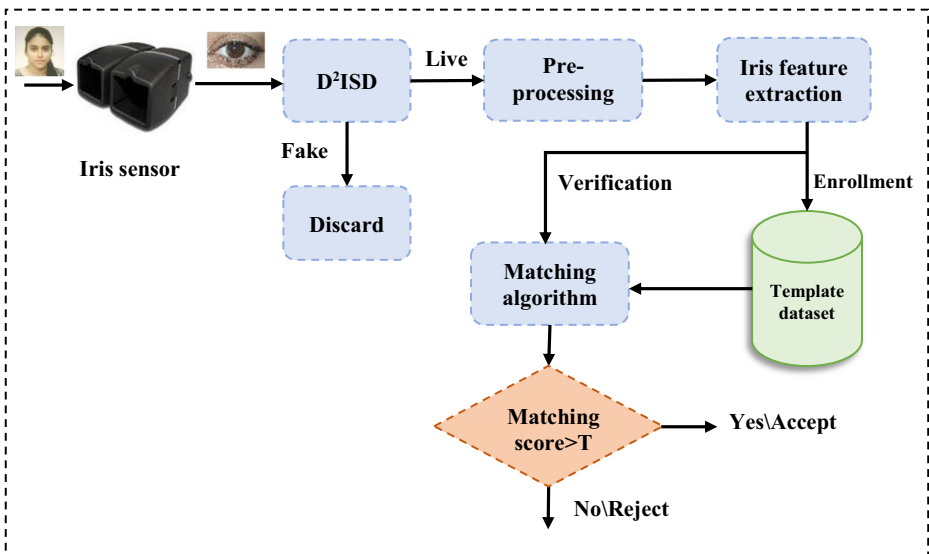 Iris sensor
D²ISD
Live
Pre-
processing
Iris feature
extraction
Fake
Discard
Verification
Enrollment
Matching
algorithm
Template
dataset
Matching
score>T
Yes\Accept
No\Reject